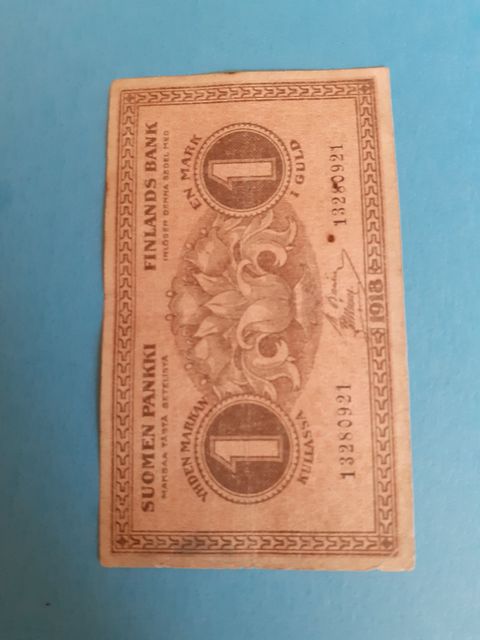 SUOMEN PANKKI
MAKSAA TÄSTÄ SETELISTÄ
FINLANDS BANK
INLÖSER DENNA SEDEL MED
YHDEN MARKAN
1
KULLASSA
EN MARK
1
I GULD
13280921
13280921
1918